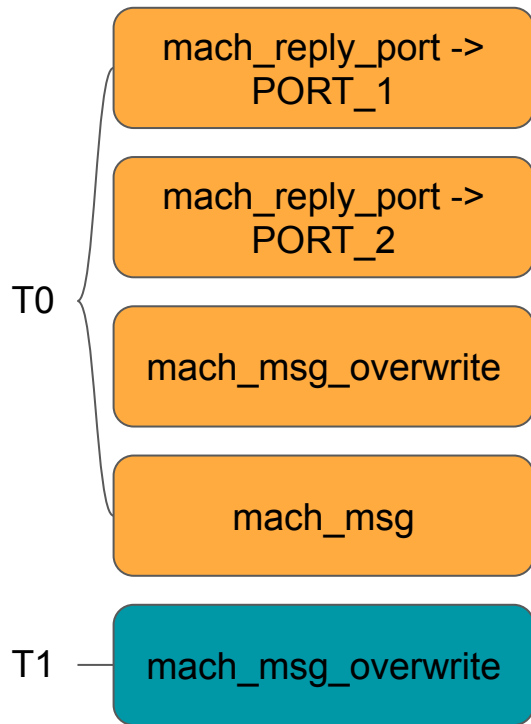 mach_reply_port ->
PORT_1
mach_reply_port ->
PORT_2
T0
mach_msg_overwrite
mach_msg
T1
mach_msg_overwrite